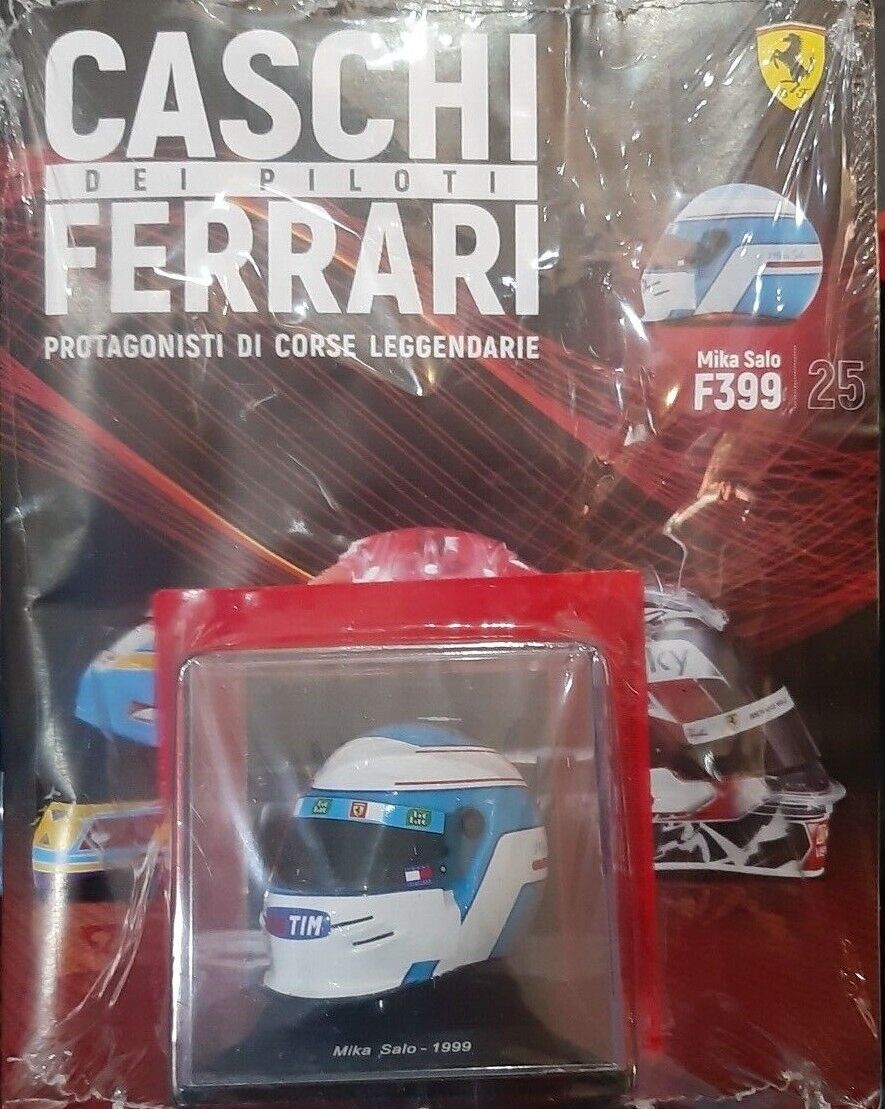 CASCHI
DEI PILOTI
FERRARI
PROTAGONISTI DI CORSE LEGGENDARIE
Mika Salo
F399 25
TIM
Mika Salo - 1999